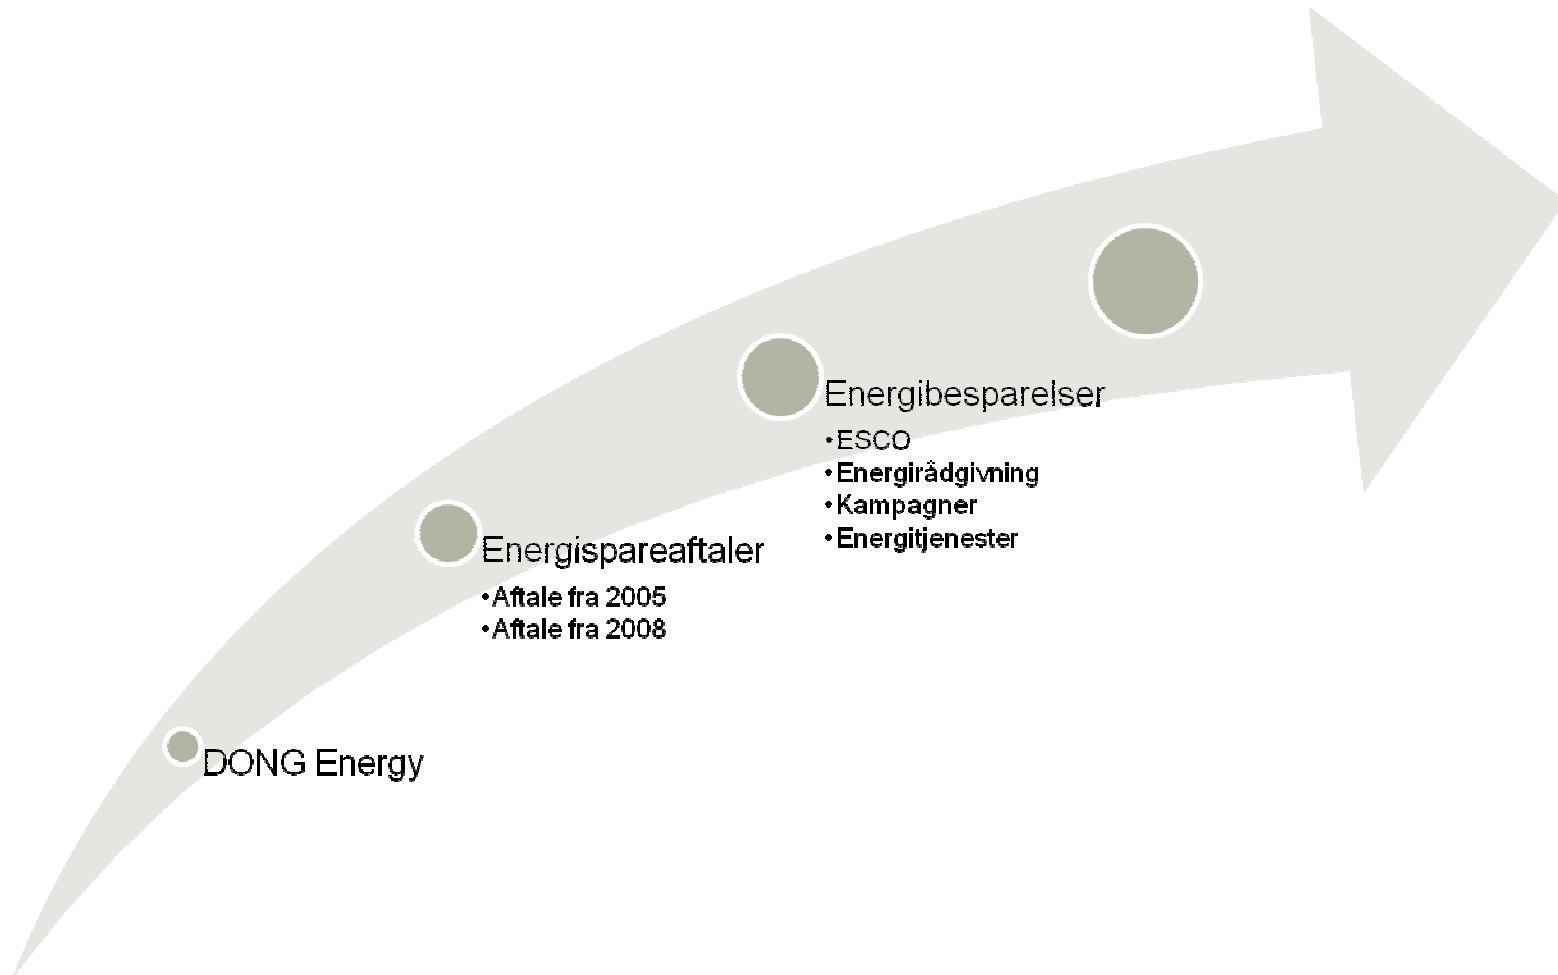 Energibesparelser
•ESCO
•Energirådgivning
•Kampagner
•Energitjenester
Energispareaftaler
•Aftale fra 2005
•Aftale fra 2008
DONG Energy